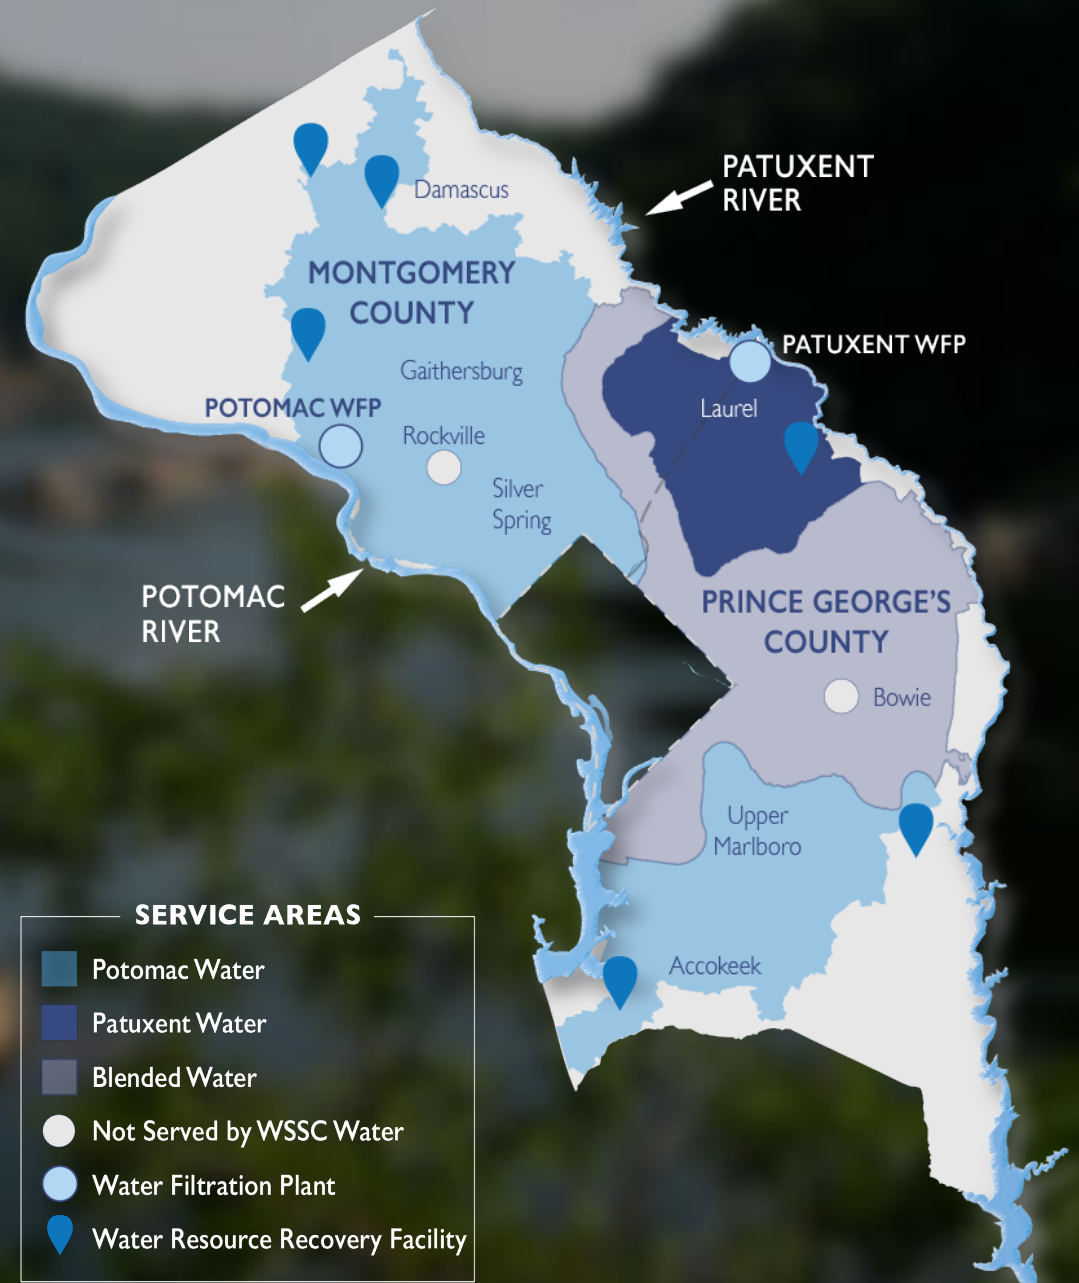 PATUXENT
RIVER
Damascus
MONTGOMERY
COUNTY
PATUXENT WFP
Gaithersburg
POTOMAC WFP
Laurel
Rockville
Silver
Spring
POTOMAC
RIVER
PRINCE GEORGE'S
COUNTY
Bowie
Upper
Marlboro
Accokeek
SERVICE AREAS
Potomac Water
Patuxent Water
Blended Water
Not Served by WSSC Water
Water Filtration Plant
Water Resource Recovery Facility